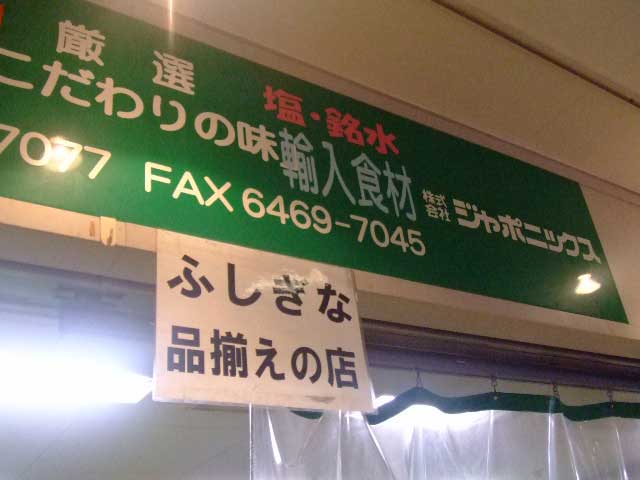 厳選 塩・銘水
こだわりの味 輸入食材 株式会社 ジャポニックス
7077 FAX 6469-7045
ふしぎな
品揃えの店